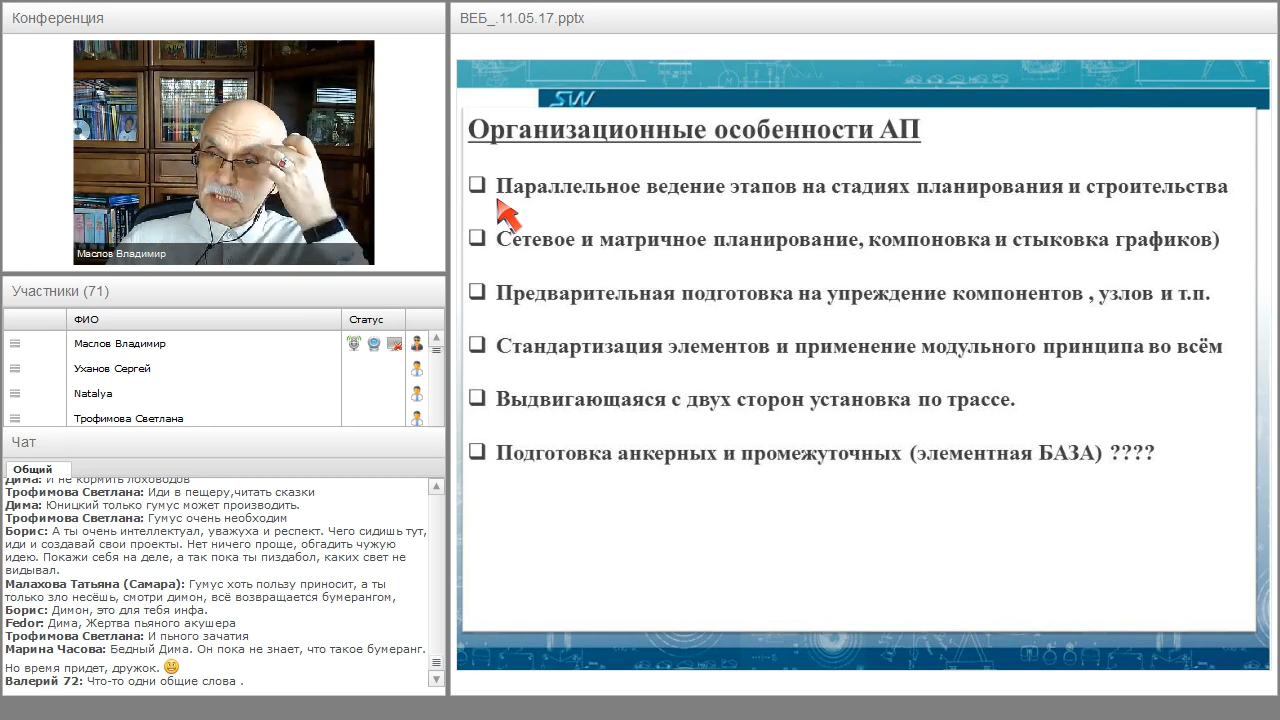 Конференция
Маслов Владимир
Участники (71)
ФИО
Статус
Маслов Владимир
Уханов Сергей
Natalya
Трофимова Светлана
Чат
Общий
Дима: И не кормить лоховодов
Трофимова Светлана: Иди в пещеру,читать сказки
Дима: Юницкий только гумус может производить.
Трофимова Светлана: Гумус очень необходим
Борис: А ты очень интеллектуал, уважуха и респект. Чего сидишь тут,
иди и создавай свои проекты. Нет ничего проще, обгадить чужую
идею. Покажи себя на деле, а так пока ты пиздабол, каких свет не
видывал.
Малахова Татьяна (Самара): Гумус хоть пользу приносит, а ты
только зло несёшь, смотри димон, всё возвращается бумерангом,
Борис: Димон, это для тебя инфа.
Fedor: Дима, Жертва пьяного акушера
Трофимова Светлана: И пьного зачатия
Марина Часова: Бедный Дима. Он пока не знает, что такое бумеранг.
Но время придет, дружок.
Валерий 72: Что-то одни общие слова .
ВЕБ_.11.05.17.pptx
SW
Организационные особенности АП
Параллельное ведение этапов на стадиях планирования и строительства
Сетевое и матричное планирование, компоновка и стыковка графиков)
Предварительная подготовка на упреждение компонентов , узлов и т.п.
Стандартизация элементов и применение модульного принципа во всём
Выдвигающаяся с двух сторон установка по трассе.
Подготовка анкерных и промежуточных (элементная БАЗА) ????